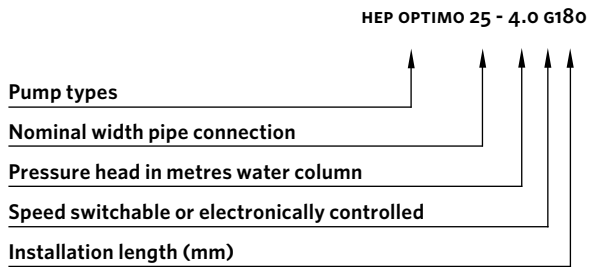 HEP OPTIMO 25 - 4.0 G180
Pump types
Nominal width pipe connection
Pressure head in metres water column
Speed switchable or electronically controlled
Installation length (mm)